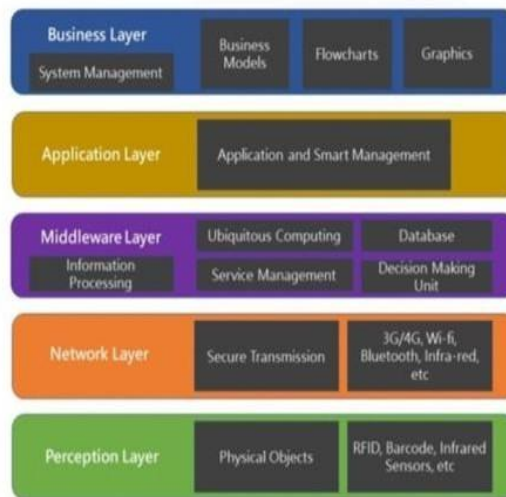 Business Layer
System Management
Business
Models
Flowcharts
Graphics
Application Layer
Application and Smart Management
Middleware Layer
Information
Processing
Ubiquitous Computing
Database
Service Management
Decision Making
Unit
Network Layer
Secure Transmission
3G/4G, Wi-fi,
Bluetooth, Infra-red,
etc
Perception Layer
Physical Objects
RFID, Barcode, Infrared
Sensors, etc